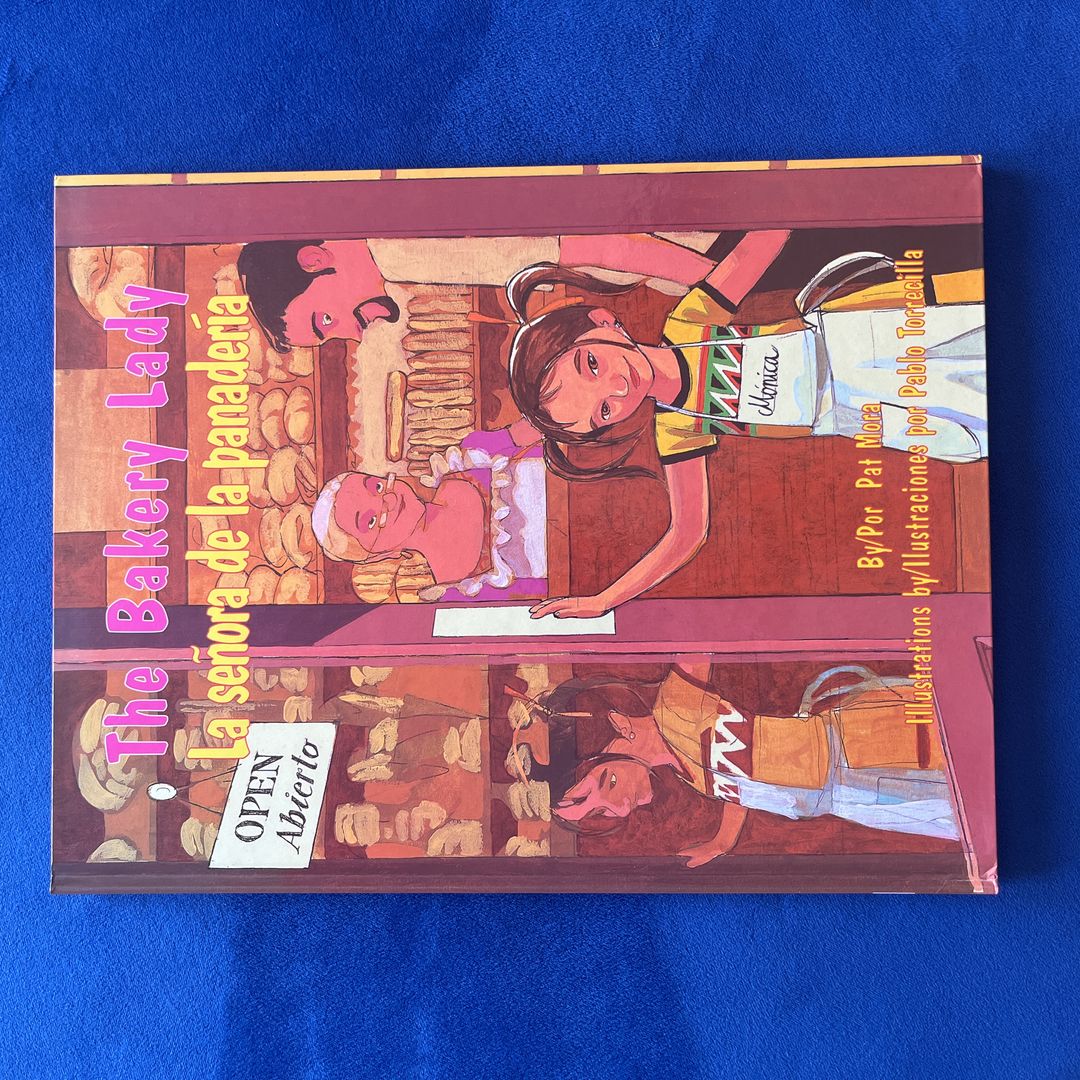 The Bakery Lady
La señora de la panadería
OPEN
Abierto
Mónica
By/Por Pat Mora
Illustrations by/Ilustraciones por Pablo Torrecilla